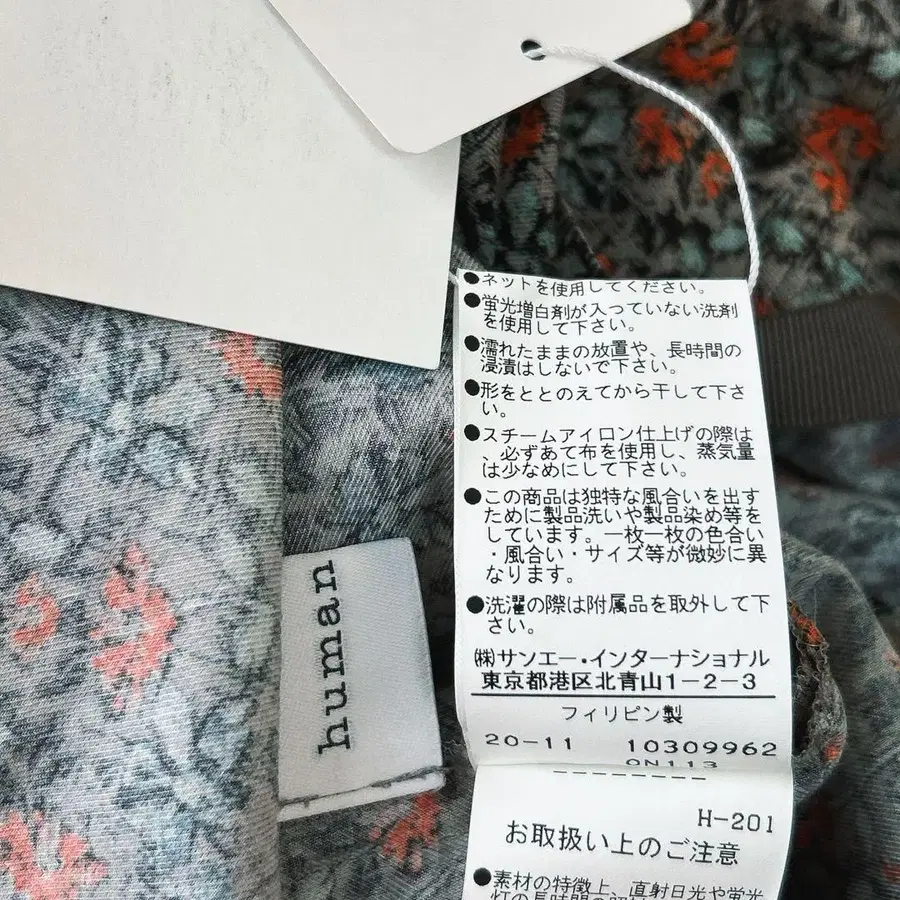 ●ネットを使用してください。
●蛍光増白剤が入っていない洗剤
を使用して下さい。
●濡れたままの放置や、長時間の
浸漬はしないで下さい。
●形をととのえてから干して下さ
い。
●スチームアイロン仕上げの際は
、必ずあて布を使用し、蒸気量
は少なめにして下さい。
●この商品は独特な風合いを出す
ために製品洗いや製品染め等を
しています。一枚一枚の色合い
・風合い・サイズ等が微妙に異
なります。
●洗濯の際は附属品を取外して下
さい。
㈱サンエー・インターナショナル
東京都港区北青山1-2-3
フィリピン製
20-11 10309962
0N113
H-201
お取扱い上のご注意
●素材の特徴上、直射日光や蛍光
灯の長時間の
human